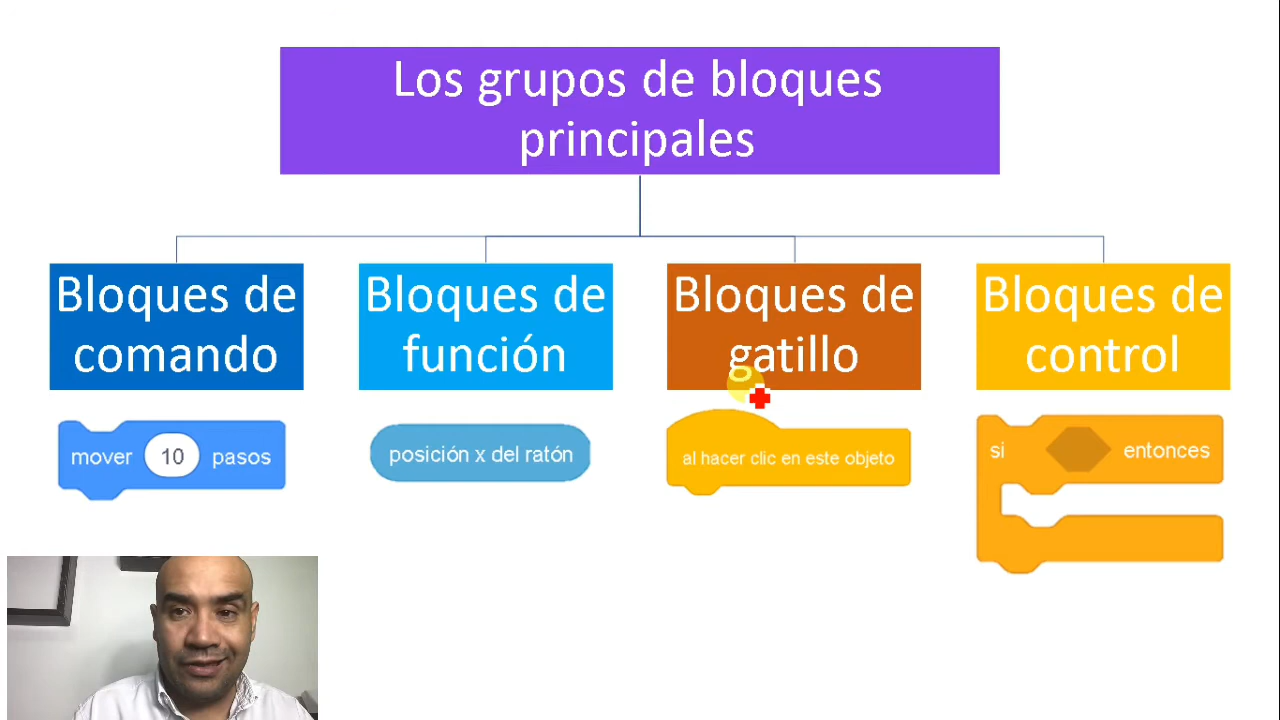 Los grupos de bloques
principales
Bloques de
comando
Bloques de
función
Bloques de
gatillo
Bloques de
control
mover 10 pasos
posición x del ratón
al hacer clic en este objeto
si entonces